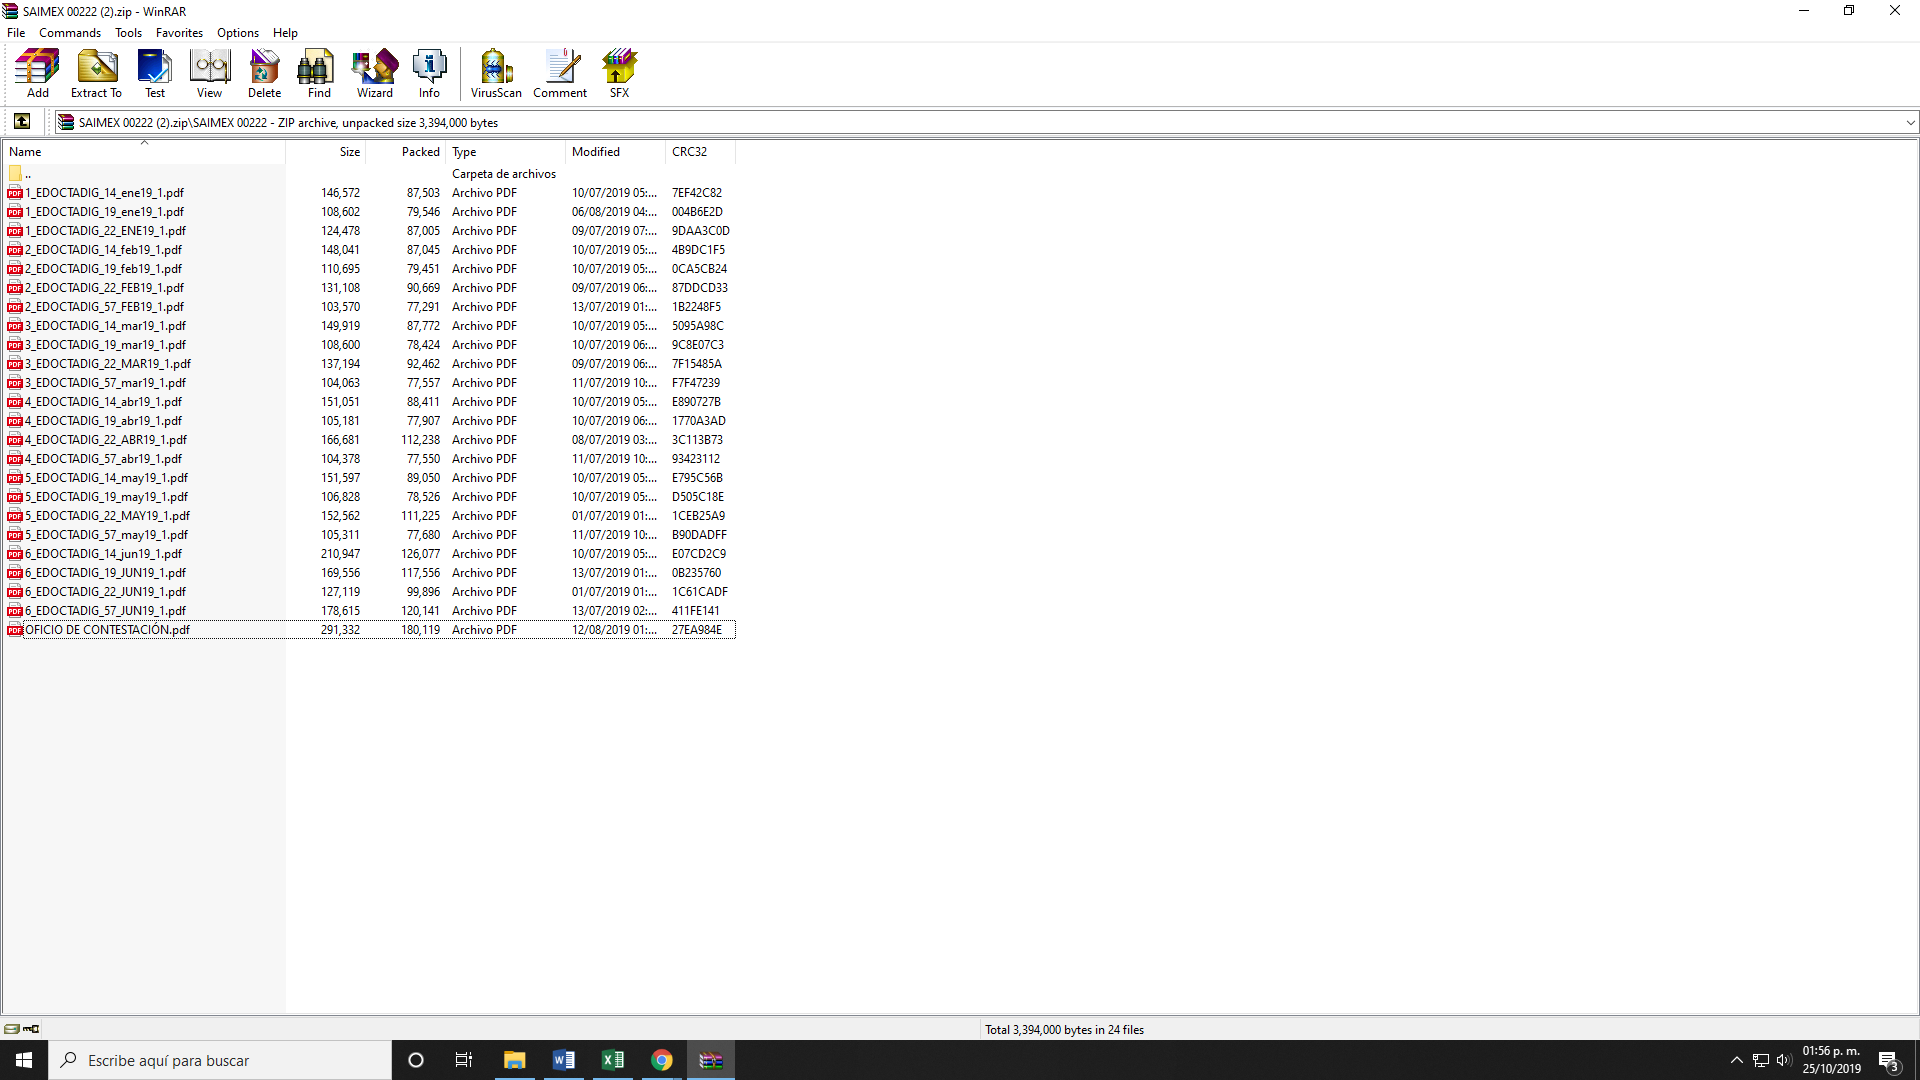 SAIMEX 00222 (2).zip - WinRAR
File Commands Tools Favorites Options Help
Add Extract To Test View Delete Find Wizard Info VirusScan Comment SFX
SAIMEX 00222 (2).zip\SAIMEX 00222 - ZIP archive, unpacked size 3,394,000 bytes
Name Size Packed Type Modified CRC32
.. Carpeta de archivos
1_EDOCTADIG_14_ene19_1.pdf 146,572 87,503 Archivo PDF 10/07/2019 05:... 7EF42C82
1_EDOCTADIG_19_ene19_1.pdf 108,602 79,546 Archivo PDF 06/08/2019 04:... 004B6E2D
1_EDOCTADIG_22_ENE19_1.pdf 124,478 87,005 Archivo PDF 09/07/2019 07:... 9DAA3C0D
2_EDOCTADIG_14_feb19_1.pdf 148,041 87,045 Archivo PDF 10/07/2019 05:... 4B9DC1F5
2_EDOCTADIG_19_feb19_1.pdf 110,695 79,451 Archivo PDF 10/07/2019 05:... 0CA5CB24
2_EDOCTADIG_22_FEB19_1.pdf 131,108 90,669 Archivo PDF 09/07/2019 06:... 87DDCD33
2_EDOCTADIG_57_FEB19_1.pdf 103,570 77,291 Archivo PDF 13/07/2019 01:... 1B2248F5
3_EDOCTADIG_14_mar19_1.pdf 149,919 87,772 Archivo PDF 10/07/2019 05:... 5095A98C
3_EDOCTADIG_19_mar19_1.pdf 108,600 78,424 Archivo PDF 10/07/2019 06:... 9C8E07C3
3_EDOCTADIG_22_MAR19_1.pdf 137,194 92,462 Archivo PDF 09/07/2019 06:... 7F15485A
3_EDOCTADIG_57_mar19_1.pdf 104,063 77,557 Archivo PDF 11/07/2019 10:... F7F47239
4_EDOCTADIG_14_abr19_1.pdf 151,051 88,411 Archivo PDF 10/07/2019 05:... E890727B
4_EDOCTADIG_19_abr19_1.pdf 105,181 77,907 Archivo PDF 10/07/2019 06:... 1770A3AD
4_EDOCTADIG_22_ABR19_1.pdf 166,681 112,238 Archivo PDF 08/07/2019 03:... 3C113B73
4_EDOCTADIG_57_abr19_1.pdf 104,378 77,550 Archivo PDF 11/07/2019 10:... 93423112
5_EDOCTADIG_14_may19_1.pdf 151,597 89,050 Archivo PDF 10/07/2019 05:... E795C56B
5_EDOCTADIG_19_may19_1.pdf 106,828 78,526 Archivo PDF 10/07/2019 05:... D505C18E
5_EDOCTADIG_22_MAY19_1.pdf 152,562 111,225 Archivo PDF 01/07/2019 01:... 1CEB25A9
5_EDOCTADIG_57_may19_1.pdf 105,311 77,680 Archivo PDF 11/07/2019 10:... B90DADFF
6_EDOCTADIG_14_jun19_1.pdf 210,947 126,077 Archivo PDF 10/07/2019 05:... E07CD2C9
6_EDOCTADIG_19_JUN19_1.pdf 169,556 117,556 Archivo PDF 13/07/2019 01:... 0B235760
6_EDOCTADIG_22_JUN19_1.pdf 127,119 99,896 Archivo PDF 01/07/2019 01:... 1C61CADF
6_EDOCTADIG_57_JUN19_1.pdf 178,615 120,141 Archivo PDF 13/07/2019 02:... 411FE141
OFICIO DE CONTESTACIÓN.pdf 291,332 180,119 Archivo PDF 12/08/2019 01:... 27EA984E
Total 3,394,000 bytes in 24 files
Escribe aquí para buscar
01:56 p. m.
25/10/2019
3